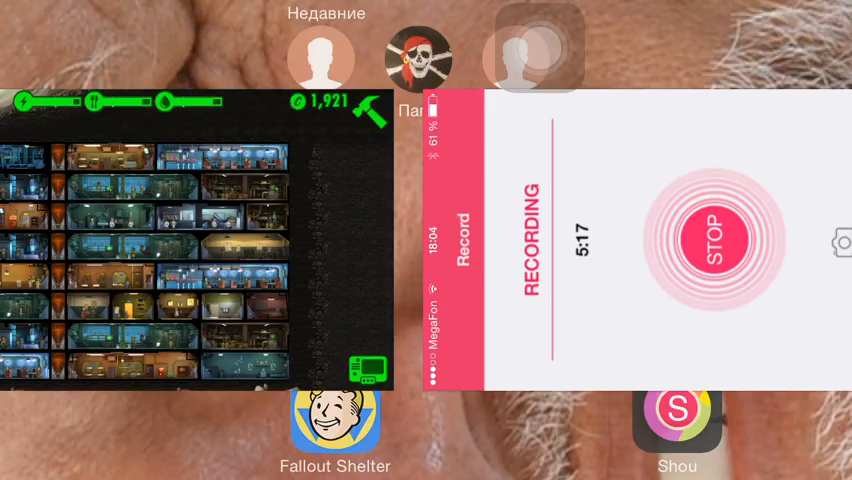 Недавние
Пап
1,921
61 %
18:04
MegaFon
Record
RECORDING
5:17
STOP
S
Fallout Shelter
Shou